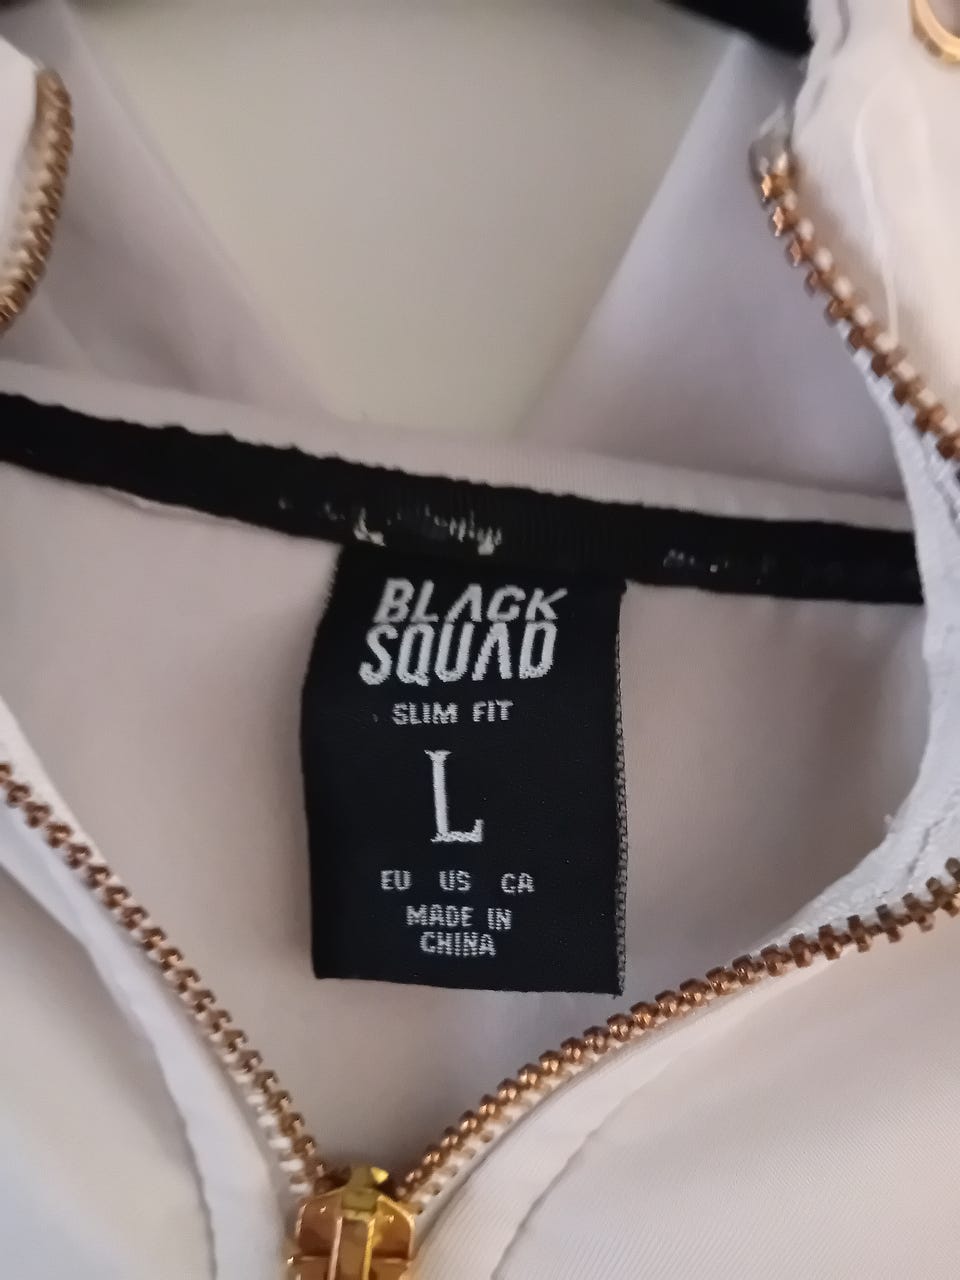 BLACK
SQUAD
SLIM FIT
L
EU US CA
MADE IN
CHINA